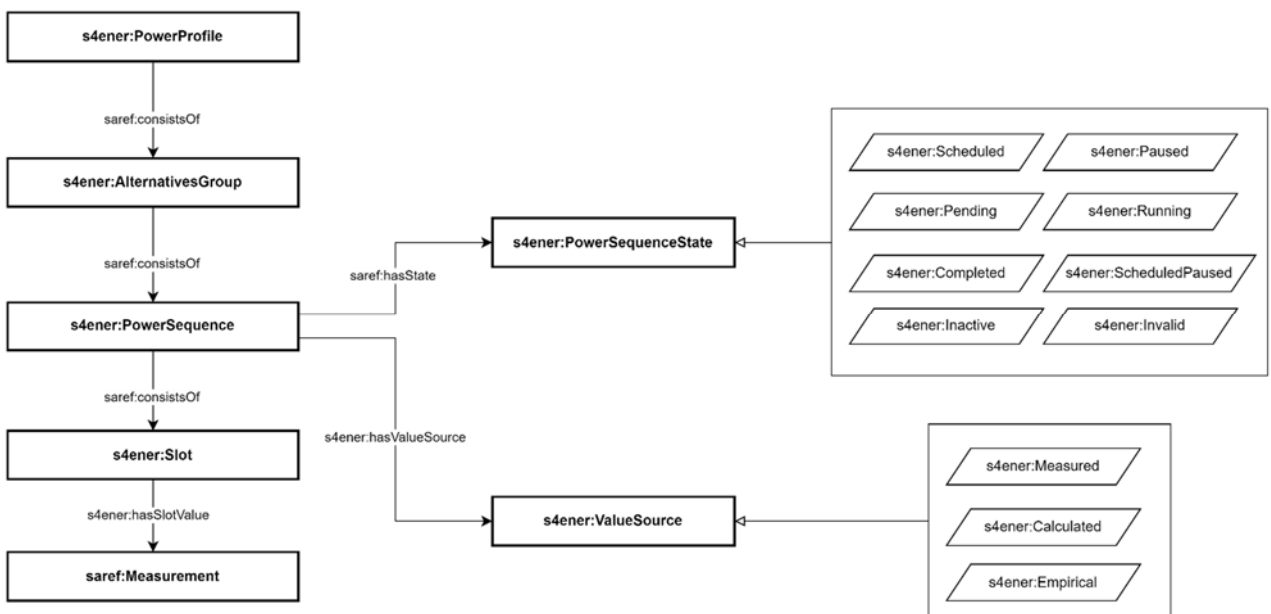 s4ener:PowerProfile
saref:consistsOf
s4ener:AlternativesGroup
saref:consistsOf
s4ener:PowerSequence
saref:consistsOf
s4ener:Slot
s4ener:hasSlotValue
saref:Measurement
saref:hasState
s4ener:hasValueSource
s4ener:PowerSequenceState
s4ener:ValueSource
s4ener:Scheduled
s4ener:Paused
s4ener:Pending
s4ener:Running
s4ener:Completed
s4ener:ScheduledPaused
s4ener:Inactive
s4ener:Invalid
s4ener:Measured
s4ener:Calculated
s4ener:Empirical